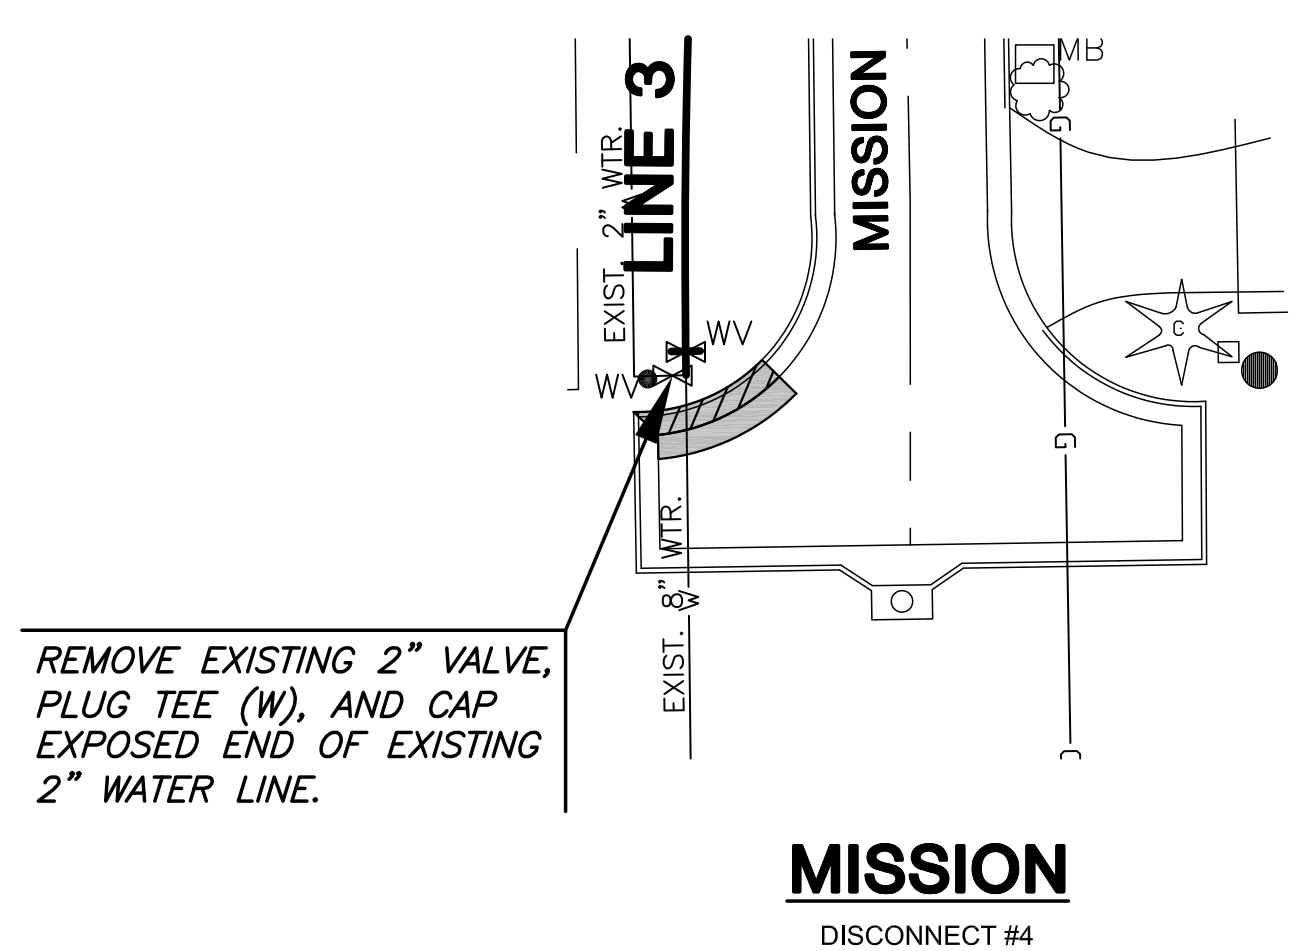 MB
LINE 3
EXIST. 2" WTR.
MISSION
G
WV
WV
C
G
EXIST. 8" WTR.
W
REMOVE EXISTING 2" VALVE,
PLUG TEE (W), AND CAP
EXPOSED END OF EXISTING
2" WATER LINE.
MISSION
DISCONNECT #4